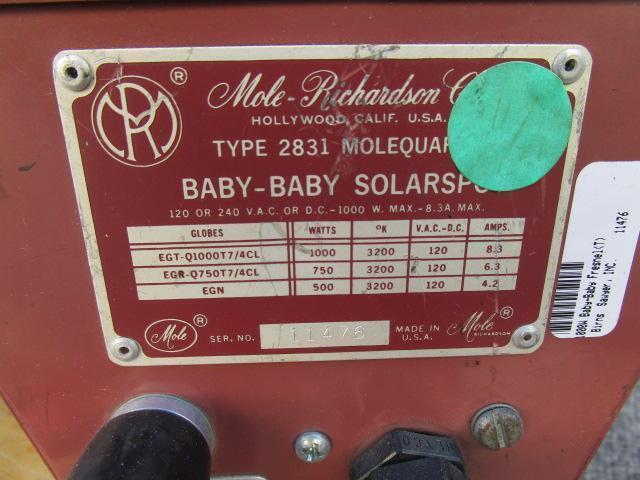 Mole-Richardson
HOLLYWOOD, CALIF. U.S.A.
TYPE 2831
BABY-BABY
120 OR 240 V.A.C. OR D.C.-1000 W. MAX.-8.3A. MAX.
GLOBES WATTS °K V.A.C.-D.C. AMPS.
EGT-Q1000T7/4CL 1000 3200 120 8.3
EGR-Q750T7/4CL 750 3200 120 6.3
EGN 500 3200 120 4.2
Mole ®
SER. NO. 11476
MADE IN U.S.A.
Mole ®
RICHARDSON
Baby-Baby Fresnel(T)
Birns Sawyer, INC. 11476